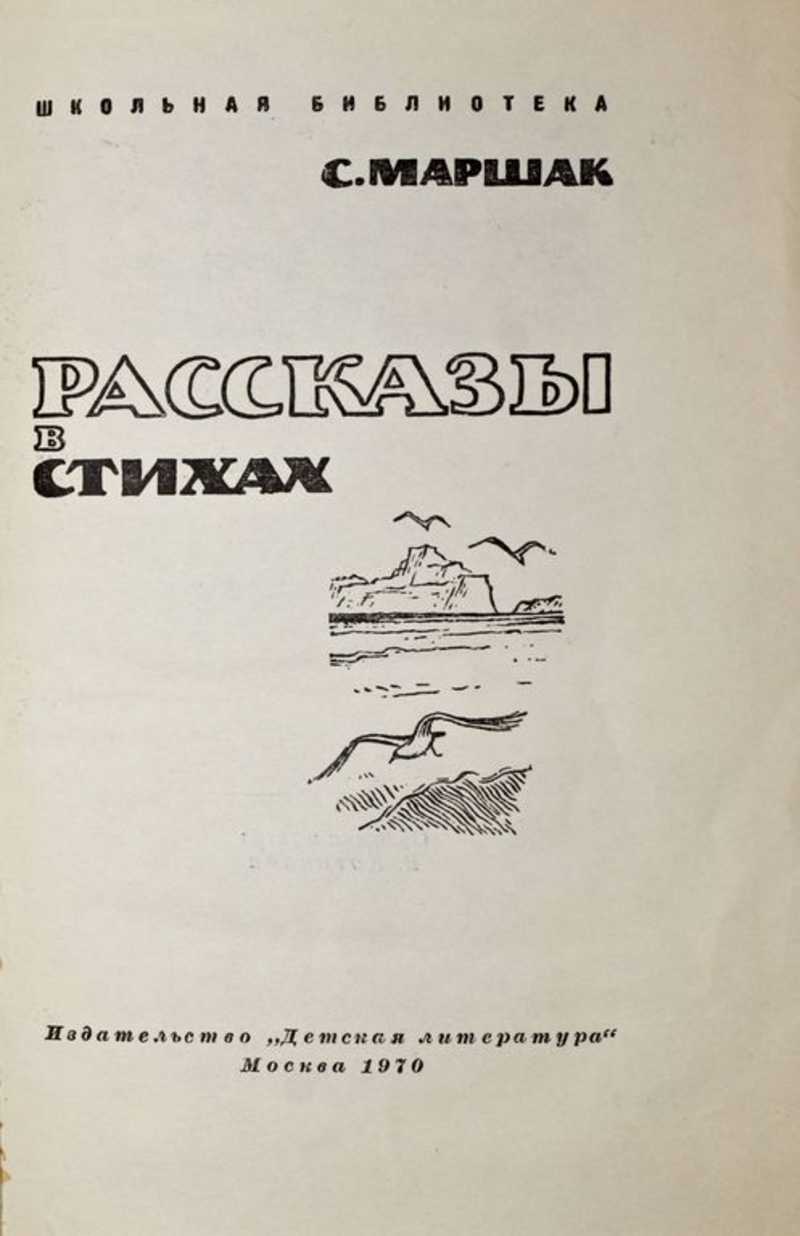 ШКОЛЬНАЯ БИБЛИОТЕКА
С. МАРШАК
РАССКАЗЫ
В
СТИХАХ
Издательство „Детская литература“
Москва 1970